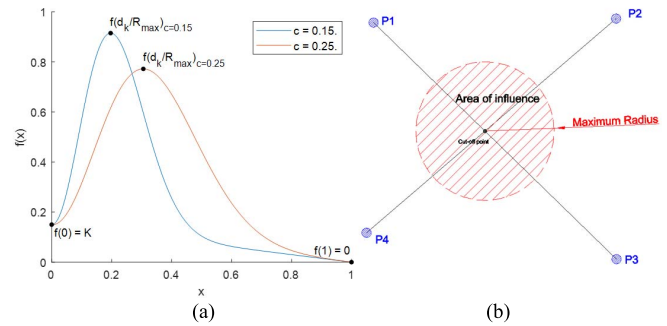 f(d_k/R_max)_c=0.15
f(d_k/R_max)_c=0.25
c = 0.15.
c = 0.25.
1
0.8
0.6
0.4
0.2
0
f(x)
f(0) = K
f(1) = 0
0
0.2
0.4
0.6
0.8
1
x
(a)
P1
P2
Area of influence
Maximum Radius
Cut-off point
P4
P3
(b)